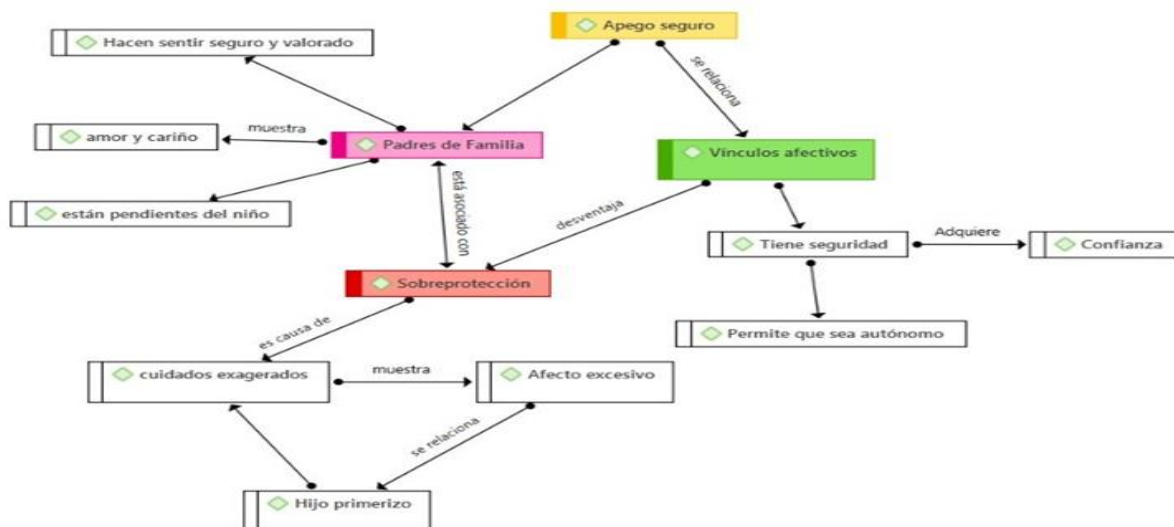 Apego seguro
Hacen sentir seguro y valorado
se relaciona
amor y cariño
muestra
Padres de Familia
Vínculos afectivos
están pendientes del niño
está asociado con
desventaja
Tiene seguridad
Adquiere
Confianza
Sobreprotección
es causa de
Permite que sea autónomo
cuidados exagerados
muestra
Afecto excesivo
se relaciona
Hijo primerizo